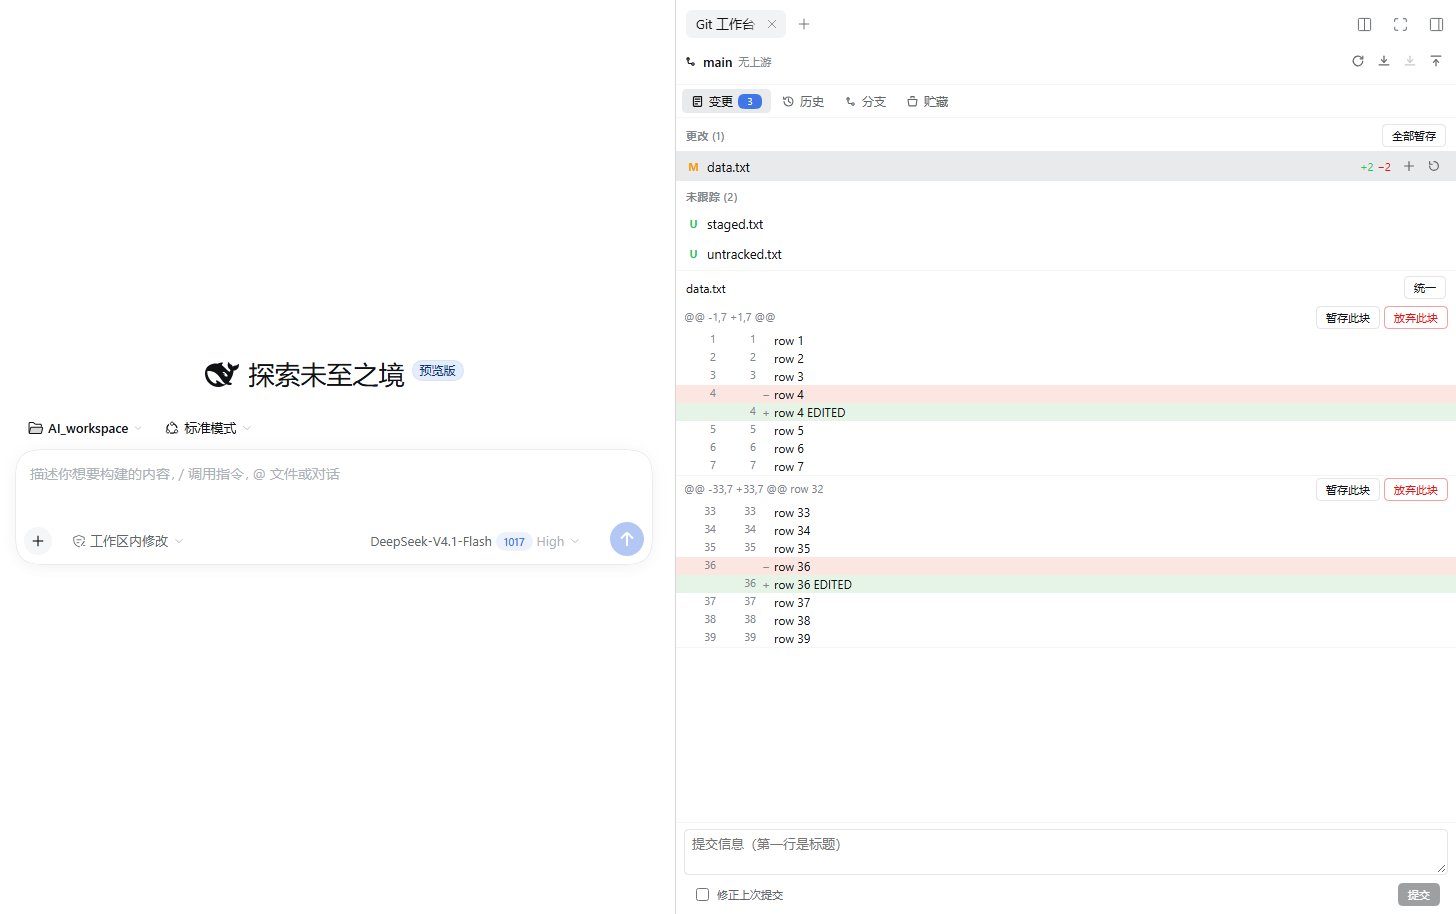 Git 工作台
main 无上游
变更 3 历史 分支 贮藏
更改 (1) 全部暂存
M data.txt +2 −2
未跟踪 (2)
U staged.txt
U untracked.txt
data.txt 统一
@@ -1,7 +1,7 @@ 暂存此块 放弃此块
1 1 row 1
2 2 row 2
3 3 row 3
4 − row 4
4 + row 4 EDITED
5 5 row 5
6 6 row 6
7 7 row 7
@@ -33,7 +33,7 @@ row 32 暂存此块 放弃此块
33 33 row 33
34 34 row 34
35 35 row 35
36 − row 36
36 + row 36 EDITED
37 37 row 37
38 38 row 38
39 39 row 39
提交信息（第一行是标题）
修正上次提交 提交
探索未至之境 预览版
AI_workspace 标准模式
描述你想要构建的内容, / 调用指令, @ 文件或对话
工作区内修改 DeepSeek-V4.1-Flash 1017 High